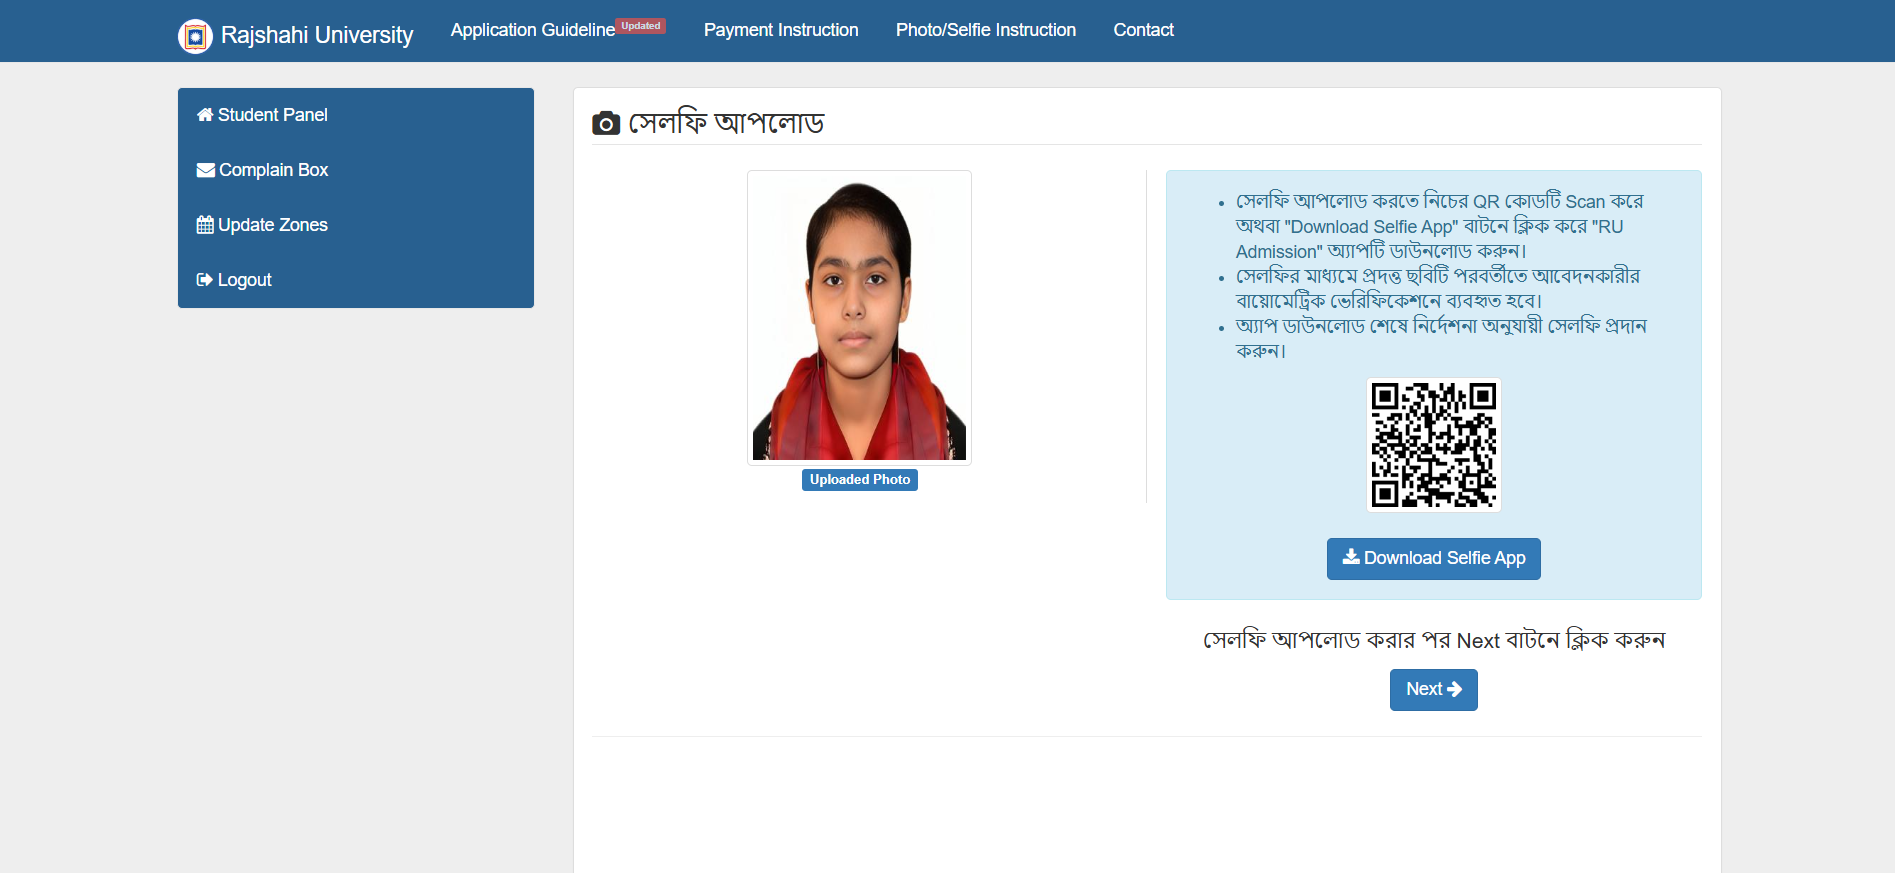 Rajshahi University
Application Guideline Updated
Payment Instruction
Photo/Selfie Instruction
Contact
Student Panel
Complain Box
Update Zones
Logout
সেলফি আপলোড
Uploaded Photo
সেলফি আপলোড করতে নিচের QR কোডটি Scan করে
অথবা "Download Selfie App" বাটনে ক্লিক করে "RU
Admission" অ্যাপটি ডাউনলোড করুন।
সেলফির মাধ্যমে প্রদত্ত ছবিটি পরবর্তীতে আবেদনকারীর
বায়োমেট্রিক ভেরিফিকেশনে ব্যবহৃত হবে।
অ্যাপ ডাউনলোড শেষে নির্দেশনা অনুযায়ী সেলফি প্রদান
করুন।
Download Selfie App
সেলফি আপলোড করার পর Next বাটনে ক্লিক করুন
Next